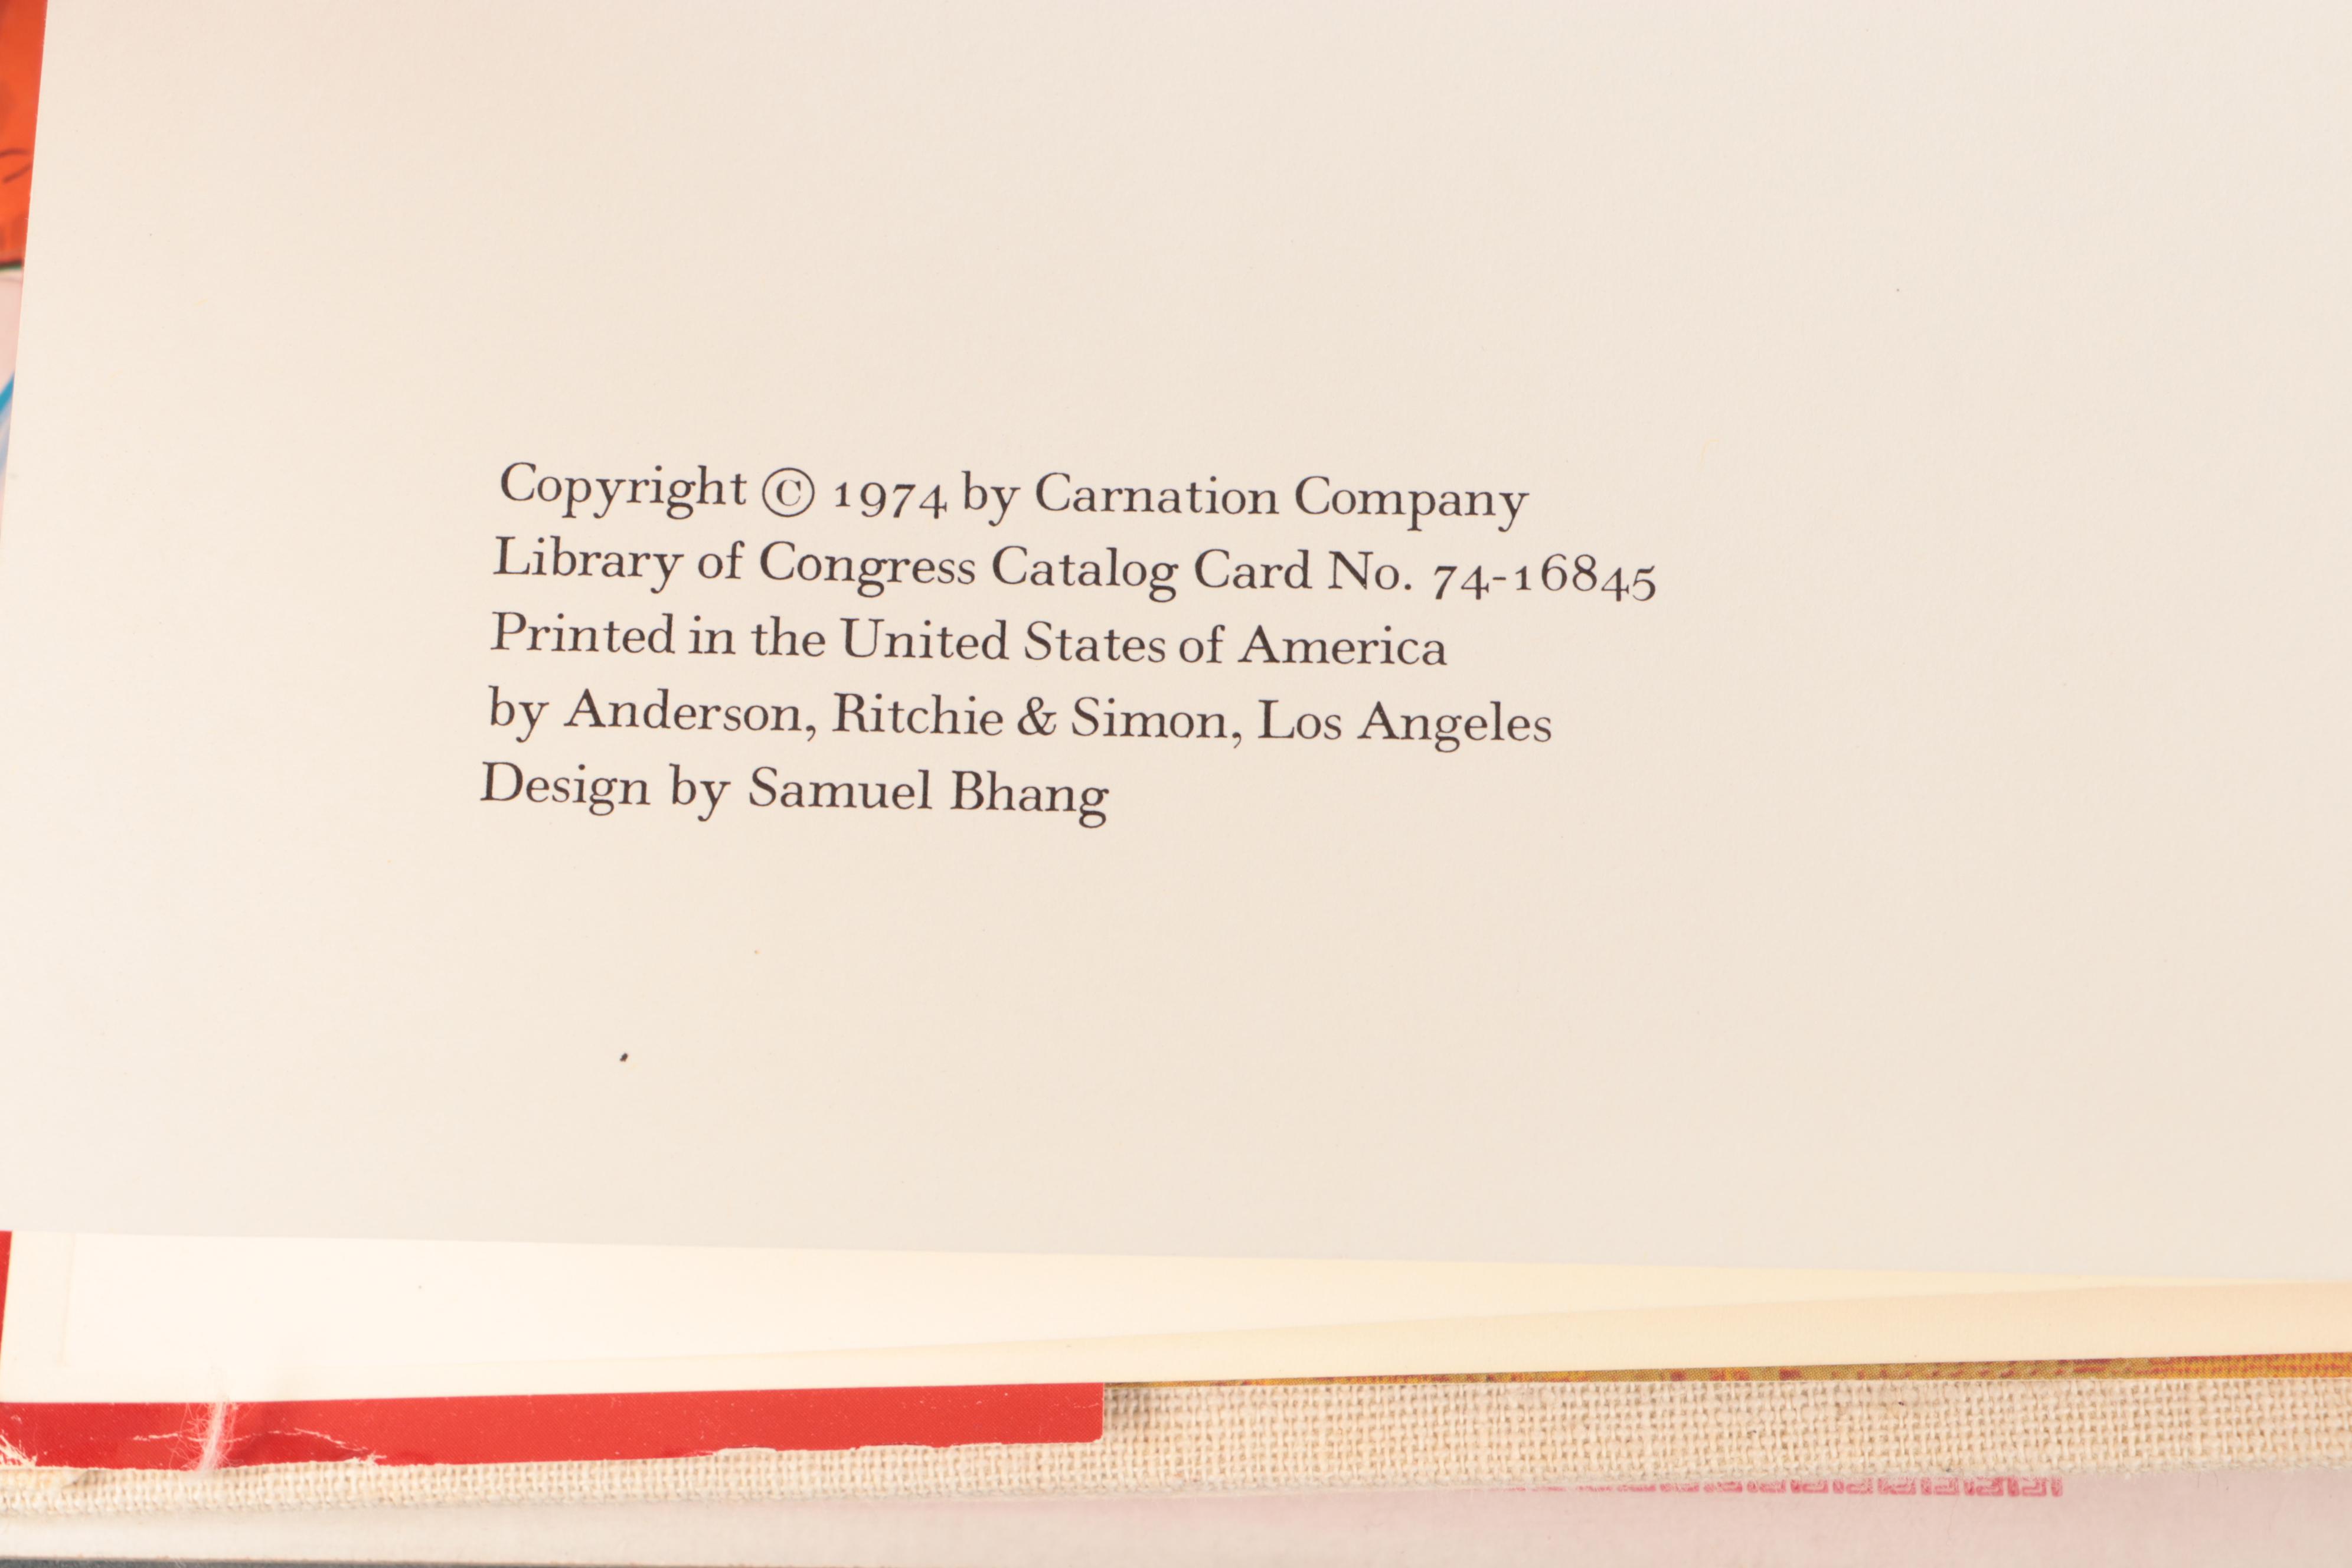 Copyright © 1974 by Carnation Company
Library of Congress Catalog Card No. 74-16845
Printed in the United States of America
by Anderson, Ritchie & Simon, Los Angeles
Design by Samuel Bhang